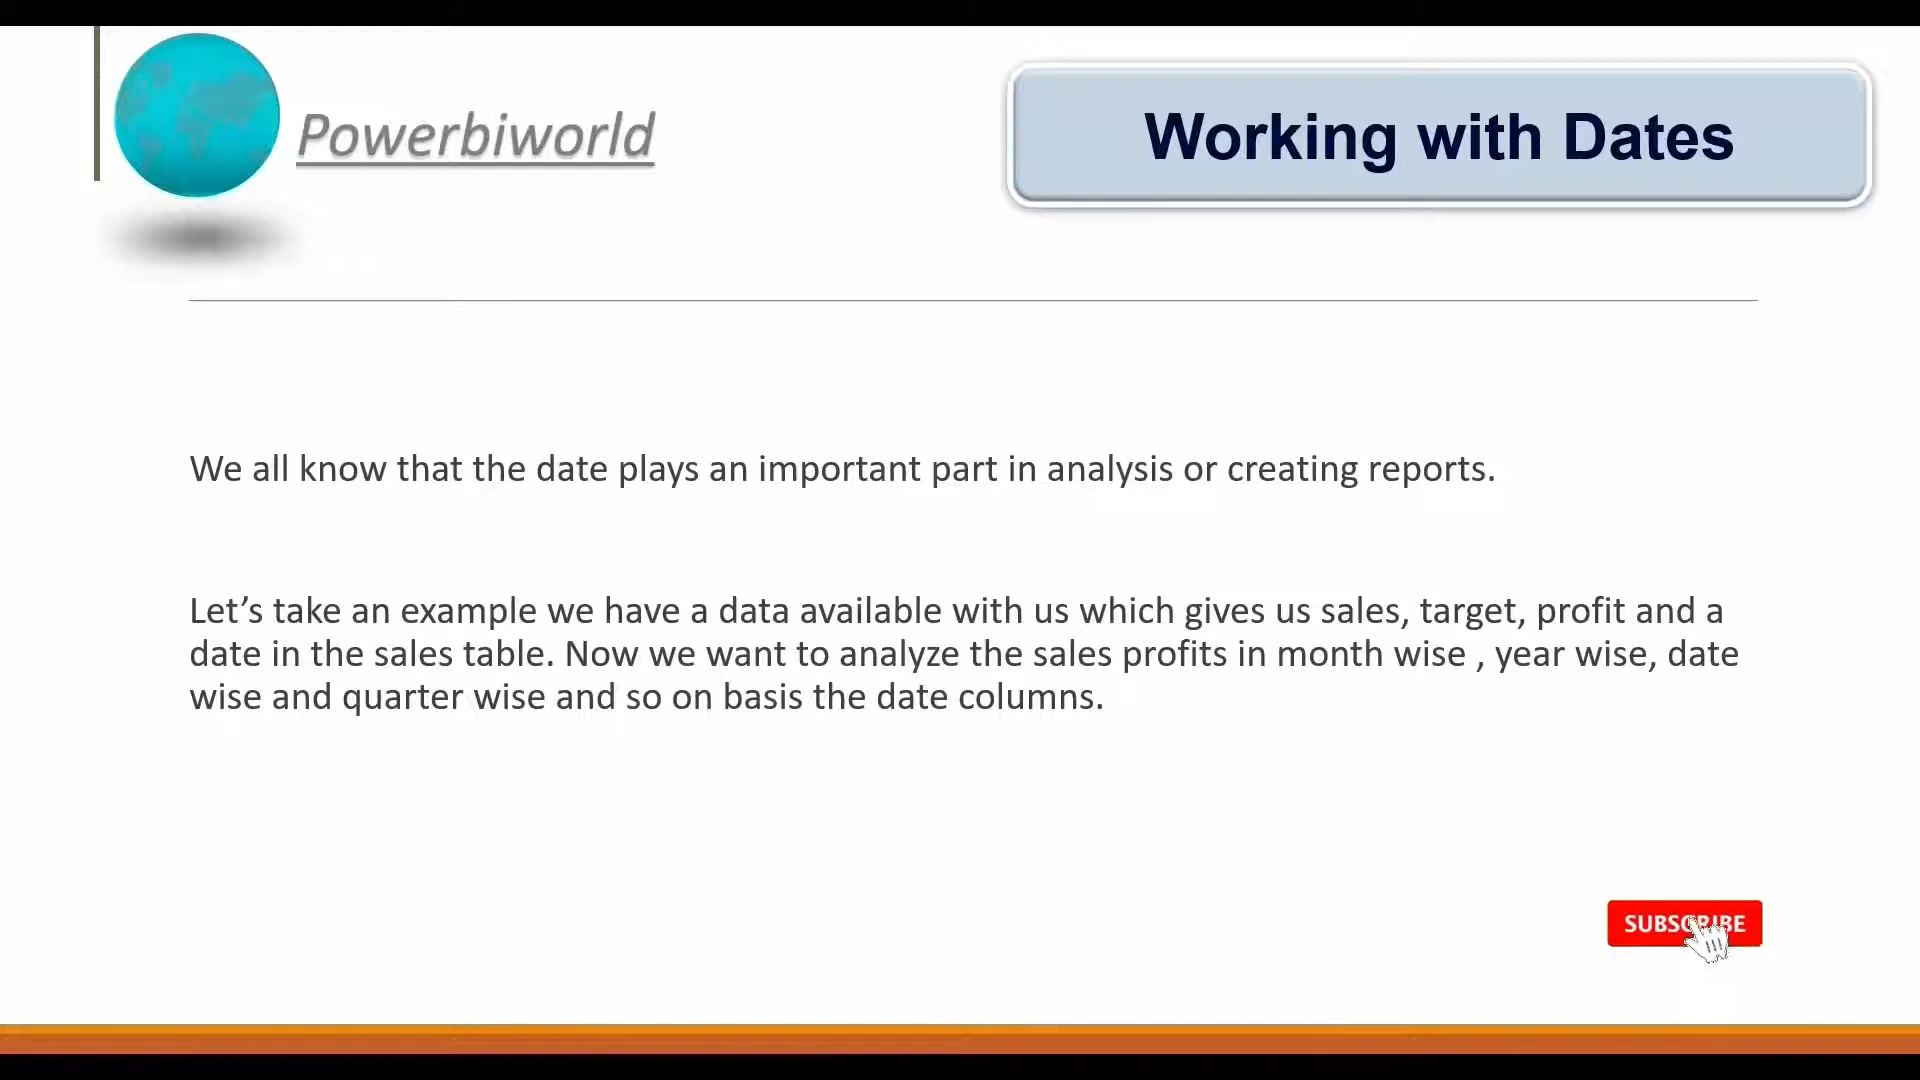 Powerbiworld
Working with Dates
We all know that the date plays an important part in analysis or creating reports.
Let’s take an example we have a data available with us which gives us sales, target, profit and a
date in the sales table. Now we want to analyze the sales profits in month wise , year wise, date
wise and quarter wise and so on basis the date columns.
SUBSCRIBE